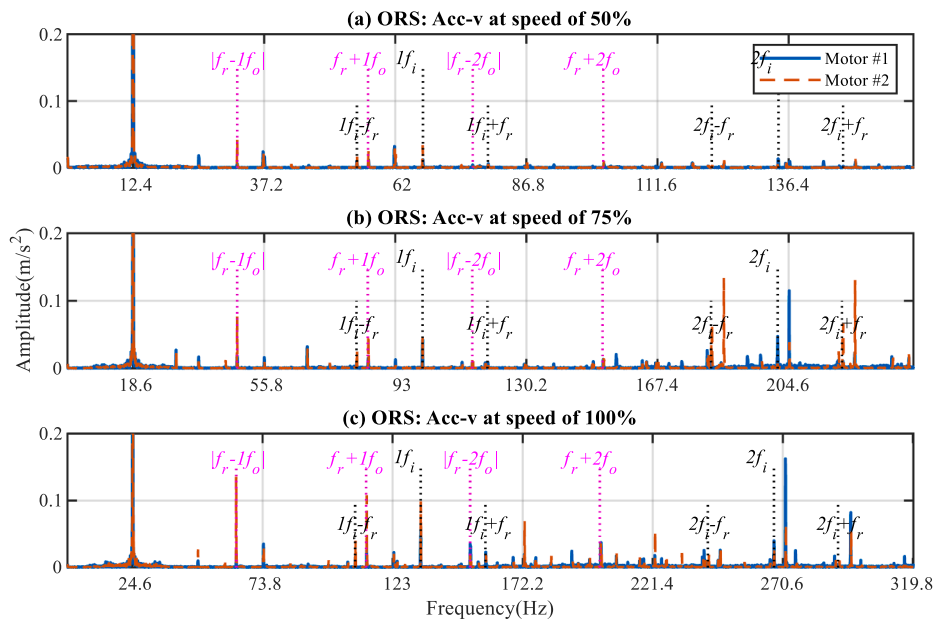 (a) ORS: Acc-v at speed of 50%
0.2
|fᵣ-1fₒ|
fᵣ+1fₒ
1fᵢ
|fᵣ-2fₒ|
fᵣ+2fₒ
2fᵢ
Motor #1
Motor #2
0.1
1fᵢ-fᵣ
1fᵢ+fᵣ
2fᵢ-fᵣ
2fᵢ+fᵣ
0
12.4 37.2 62 86.8 111.6 136.4
(b) ORS: Acc-v at speed of 75%
0.2
|fᵣ-1fₒ|
fᵣ+1fₒ
1fᵢ
|fᵣ-2fₒ|
fᵣ+2fₒ
2fᵢ
0.1
1fᵢ-fᵣ
1fᵢ+fᵣ
2fᵢ-fᵣ
2fᵢ+fᵣ
0
18.6 55.8 93 130.2 167.4 204.6
Amplitude(m/s²)
(c) ORS: Acc-v at speed of 100%
0.2
|fᵣ-1fₒ|
fᵣ+1fₒ
1fᵢ
|fᵣ-2fₒ|
fᵣ+2fₒ
2fᵢ
0.1
1fᵢ-fᵣ
1fᵢ+fᵣ
2fᵢ-fᵣ
2fᵢ+fᵣ
0
24.6 73.8 123 172.2 221.4 270.6 319.8
Frequency(Hz)